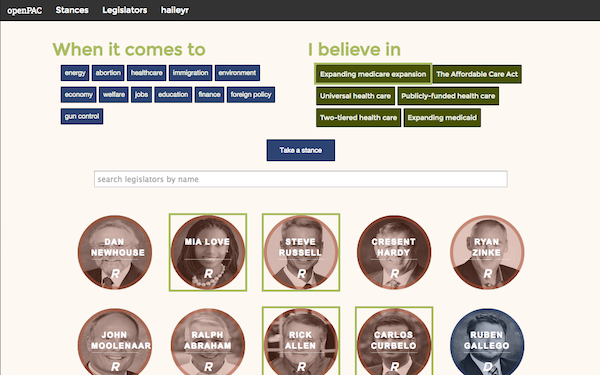 openPAC Stances Legislators haileyr
When it comes to
energy abortion healthcare immigration environment
economy welfare jobs education finance foreign policy
gun control
I believe in
Expanding medicare expansion The Affordable Care Act
Universal health care Publicly-funded health care
Two-tiered health care Expanding medicaid
Take a stance
search legislators by name
DAN
NEWHOUSE
R
MIA LOVE
R
STEVE
RUSSELL
R
CRESENT
HARDY
R
RYAN
ZINKE
R
JOHN
MOOLENAAR
R
RALPH
ABRAHAM
R
RICK
ALLEN
R
CARLOS
CURBELO
R
RUBEN
GALLEGO
D